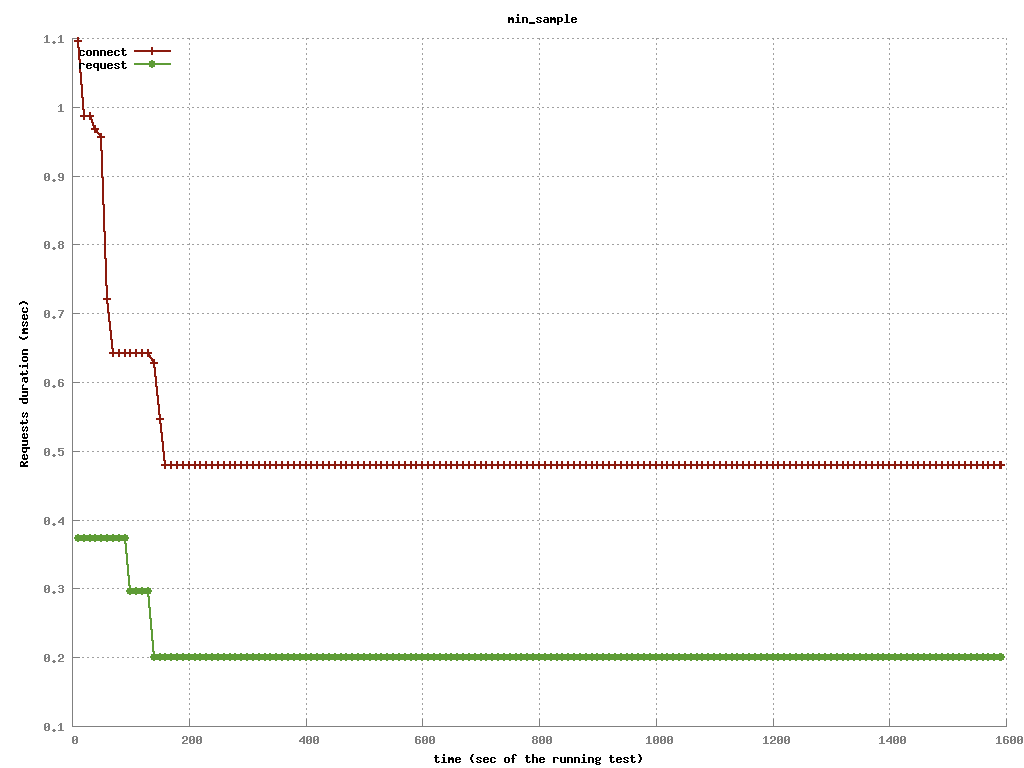 min_sample
connect
request
1.1
1
0.9
0.8
0.7
0.6
0.5
0.4
0.3
0.2
0.1
Requests duration (msec)
0 200 400 600 800 1000 1200 1400 1600
time (sec of the running test)